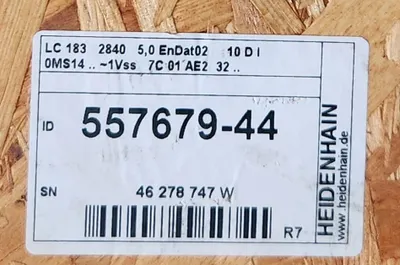 LC 183 2840 5,0 EnDat02 10 D I
0MS14 .. ~1Vss 7C 01 AE2 32 ..
ID 557679-44
SN 46 278 747 W
R7
HEIDENHAIN
www.heidenhain.de